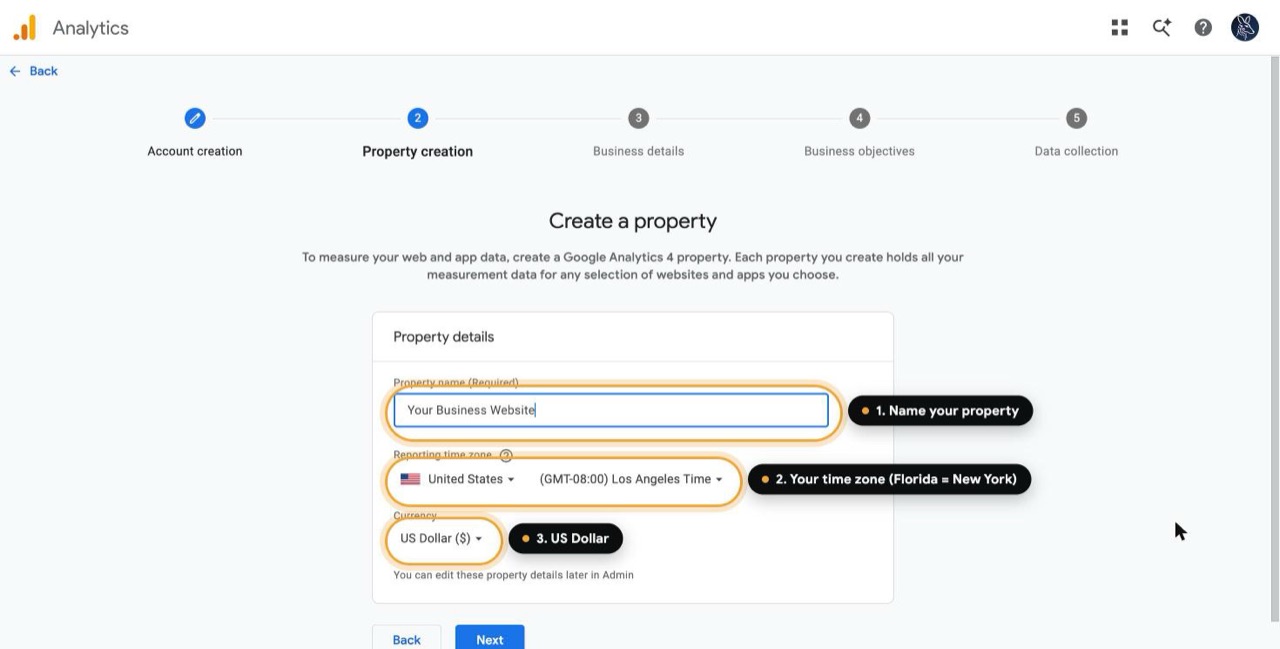 Analytics
Back
2
3
4
5
Account creation
Property creation
Business details
Business objectives
Data collection
Create a property
To measure your web and app data, create a Google Analytics 4 property. Each property you create holds all your
measurement data for any selection of websites and apps you choose.
Property details
Property name (Required)
Your Business Website
1. Name your property
Reporting time zone
United States
(GMT-08:00) Los Angeles Time
2. Your time zone (Florida = New York)
Currency
US Dollar ($)
3. US Dollar
You can edit these property details later in Admin
Back
Next